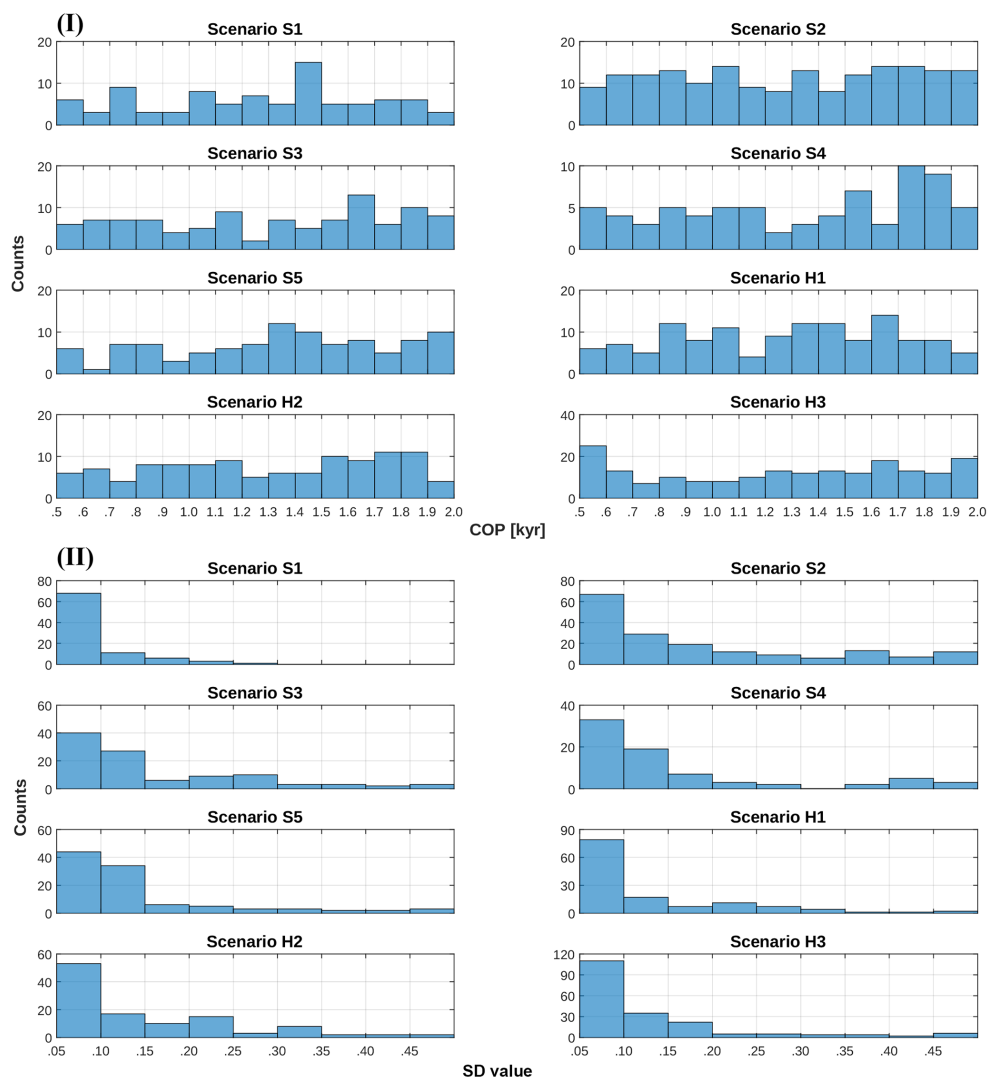 (I)
Scenario S1
20
10
0
Scenario S2
20
10
0
Scenario S3
20
10
0
Scenario S4
10
5
0
Counts
Scenario S5
20
10
0
Scenario H1
20
10
0
Scenario H2
20
10
0
.5 .6 .7 .8 .9 1.0 1.1 1.2 1.3 1.4 1.5 1.6 1.7 1.8 1.9 2.0
Scenario H3
40
20
0
.5 .6 .7 .8 .9 1.0 1.1 1.2 1.3 1.4 1.5 1.6 1.7 1.8 1.9 2.0
COP [kyr]
(II)
Scenario S1
80
60
40
20
0
Scenario S2
80
60
40
20
0
Scenario S3
60
40
20
0
Scenario S4
40
20
0
Counts
Scenario S5
60
40
20
0
Scenario H1
90
60
30
0
Scenario H2
60
40
20
0
.05 .10 .15 .20 .25 .30 .35 .40 .45
Scenario H3
120
90
60
30
0
.05 .10 .15 .20 .25 .30 .35 .40 .45
SD value